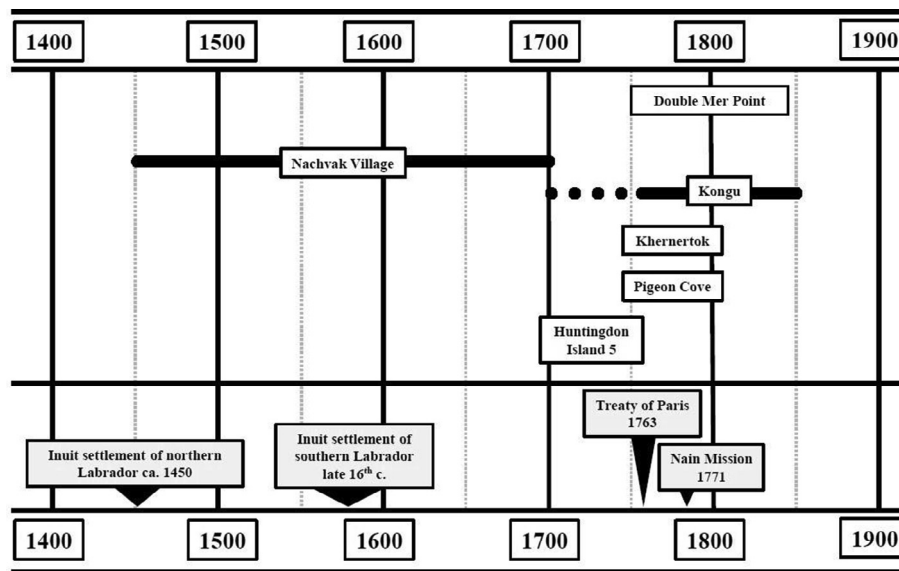 1400 1500 1600 1700 1800 1900
Double Mer Point
Nachvak Village
Kongu
Khernertok
Pigeon Cove
Huntingdon
Island 5
Treaty of Paris
1763
Inuit settlement of northern
Labrador ca. 1450
Inuit settlement of
southern Labrador
late 16th c.
Nain Mission
1771
1400 1500 1600 1700 1800 1900